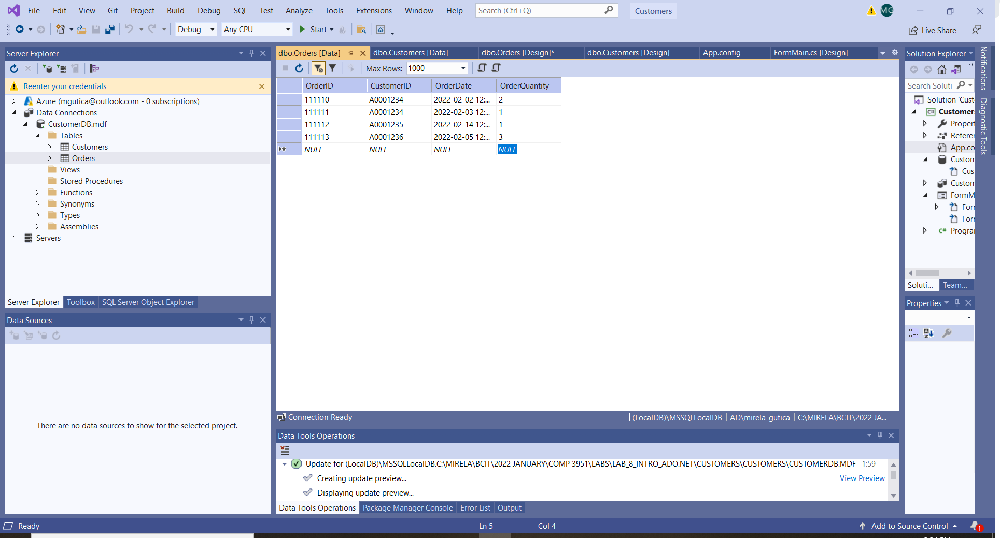 File Edit View Git Project Build Debug SQL Test Analyze Tools Extensions Window Help Search (Ctrl+Q) Customers MG
Debug Any CPU Start Live Share
Server Explorer
Reenter your credentials
Azure (mgutica@outlook.com - 0 subscriptions)
Data Connections
CustomerDB.mdf
Tables
Customers
Orders
Views
Stored Procedures
Functions
Synonyms
Types
Assemblies
Servers
Server Explorer Toolbox SQL Server Object Explorer
Data Sources
There are no data sources to show for the selected project.
dbo.Orders [Data] dbo.Customers [Data] dbo.Orders [Design]* dbo.Customers [Design] App.config FormMain.cs [Design]
Max Rows: 1000
OrderID CustomerID OrderDate OrderQuantity
111110 A0001234 2022-02-02 12:... 2
111111 A0001234 2022-02-03 1
111112 A0001235 2022-02-14 12:... 1
111113 A0001236 2022-02-05 12:... 3
NULL NULL NULL NULL
Connection Ready (LocalDB)\MSSQLLocalDB AD\mirela_gutica C:\MIRELA\BCIT\2022 JA...
Data Tools Operations
Update for (LocalDB)\MSSQLLocalDB.C:\MIRELA\BCIT\2022 JANUARY\COMP 3951\LABS\LAB_8_INTRO_ADO.NET\CUSTOMERS\CUSTOMERS\CUSTOMERDB.MDF 1:59
Creating update preview... View Preview
Displaying update preview...
Data Tools Operations Package Manager Console Error List Output
Solution Explorer
Search Soluti
Solution 'Cust
Customer
Propert
Referer
App.co
Custom
Cus
Custom
FormM
For
For
Progra
Soluti... Team...
Properties
Notifications
Diagnostic Tools
Ready Ln 5 Col 4 Add to Source Control 1